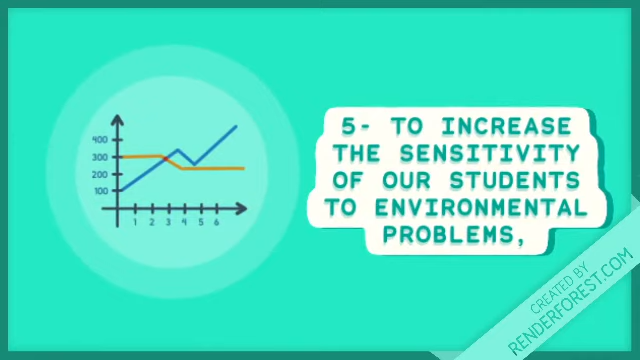 5- TO INCREASE
THE SENSITIVITY
OF OUR STUDENTS
TO ENVIRONMENTAL
PROBLEMS,
400
300
200
100
1 2 3 4 5 6
CREATED BY
RENDERFOREST.COM